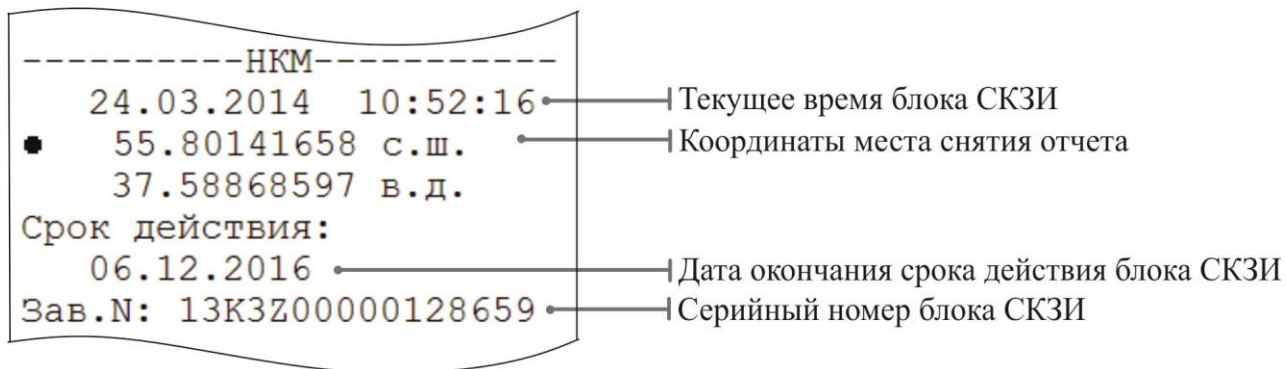 ----------НКМ-----------
24.03.2014 10:52:16
55.80141658 с.ш.
37.58868597 в.д.
Срок действия:
06.12.2016
Зав.N: 13K3Z00000128659
Текущее время блока СКЗИ
Координаты места снятия отчета
Дата окончания срока действия блока СКЗИ
Серийный номер блока СКЗИ